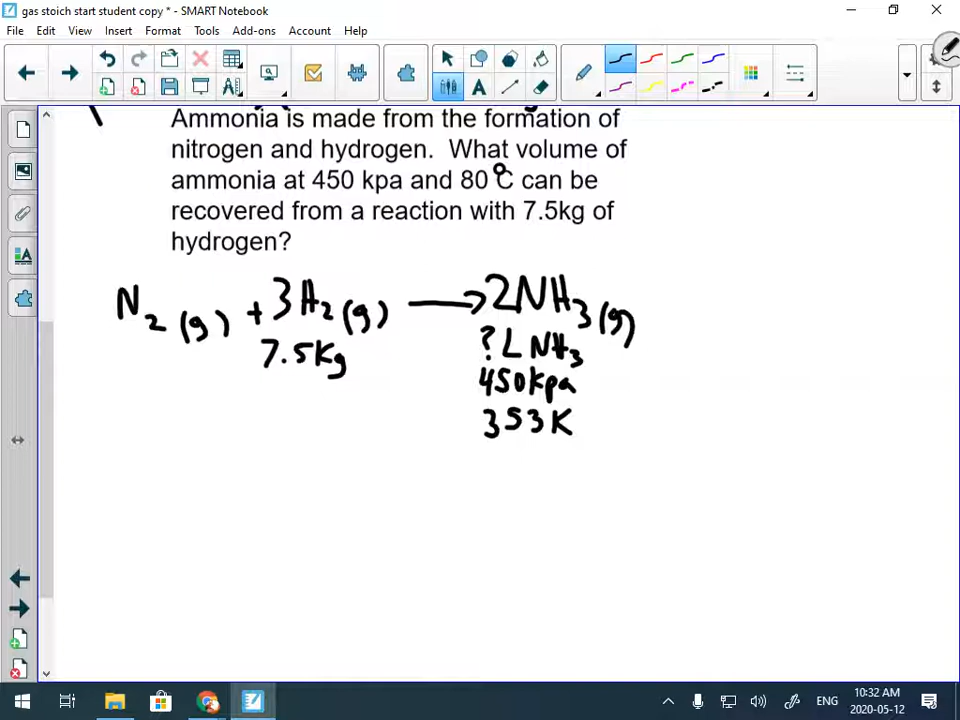 gas stoich start student copy * - SMART Notebook
File Edit View Insert Format Tools Add-ons Account Help
Ammonia is made from the formation of
nitrogen and hydrogen. What volume of
ammonia at 450 kpa and 80 °C can be
recovered from a reaction with 7.5kg of
hydrogen?
N2 (g) + 3H2 (g) → 2NH3 (g)
7.5Kg ? L NH3
450kpa
353K
ENG 10:32 AM
2020-05-12